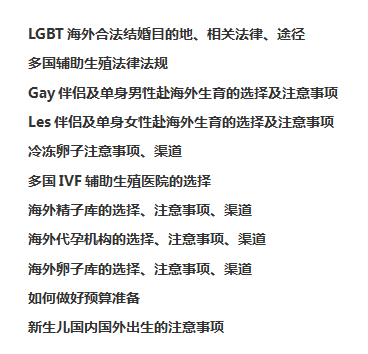 LGBT 海外合法结婚目的地、相关法律、途径
多国辅助生殖法律法规
Gay 伴侣及单身男性赴海外生育的选择及注意事项
Les 伴侣及单身女性赴海外生育的选择及注意事项
冷冻卵子注意事项、渠道
多国 IVF 辅助生殖医院的选择
海外精子库的选择、注意事项、渠道
海外代孕机构的选择、注意事项、渠道
海外卵子库的选择、注意事项、渠道
如何做好预算准备
新生儿国内国外出生的注意事项